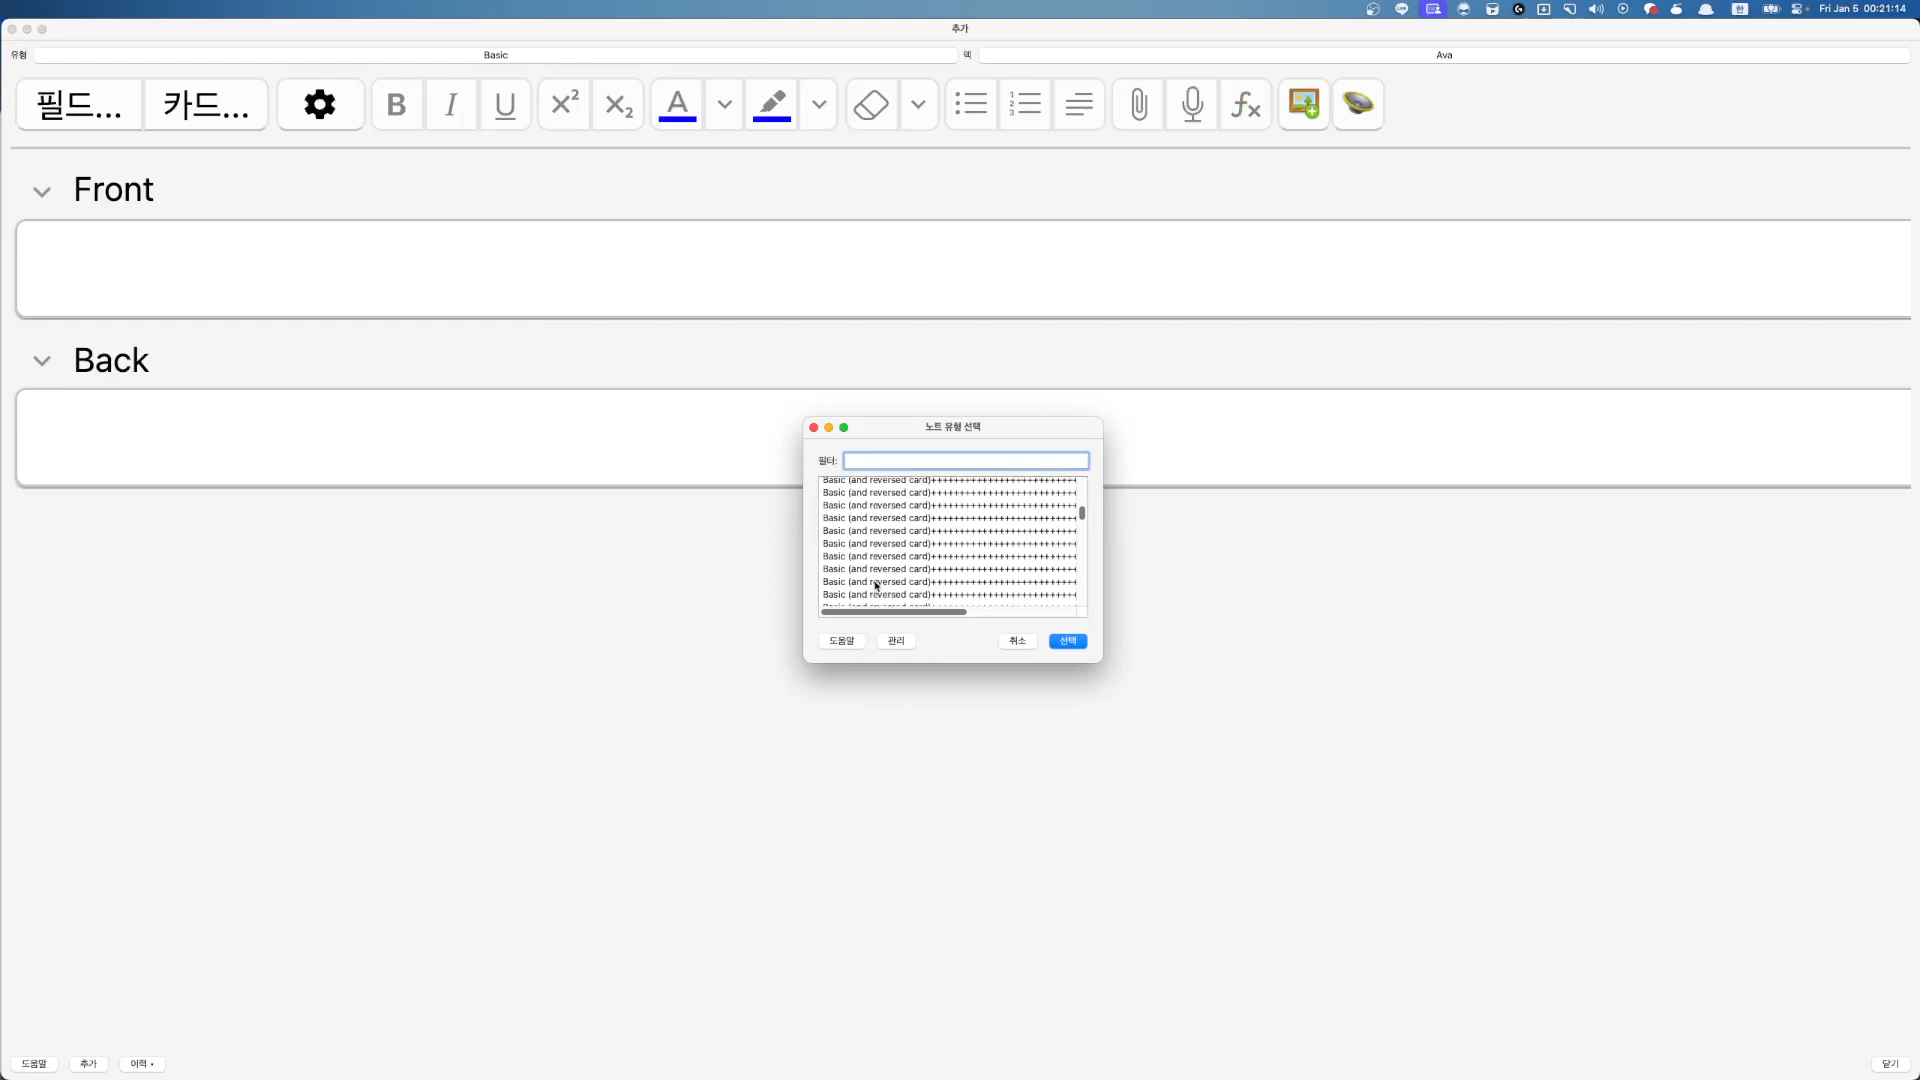 Fri Jan 5 00:21:14
추가
유형 Basic 덱 Ava
필드... 카드... B I U X² X₂ A fx
Front
Back
노트 유형 선택
필터:
Basic (and reversed card)++++++++++++++++++++++++++
Basic (and reversed card)++++++++++++++++++++++++++
Basic (and reversed card)++++++++++++++++++++++++++
Basic (and reversed card)++++++++++++++++++++++++++
Basic (and reversed card)++++++++++++++++++++++++++
Basic (and reversed card)++++++++++++++++++++++++++
Basic (and reversed card)++++++++++++++++++++++++++
Basic (and reversed card)++++++++++++++++++++++++++
Basic (and reversed card)++++++++++++++++++++++++++
Basic (and reversed card)++++++++++++++++++++++++++
도움말 관리 취소 선택
도움말 추가 이력 닫기